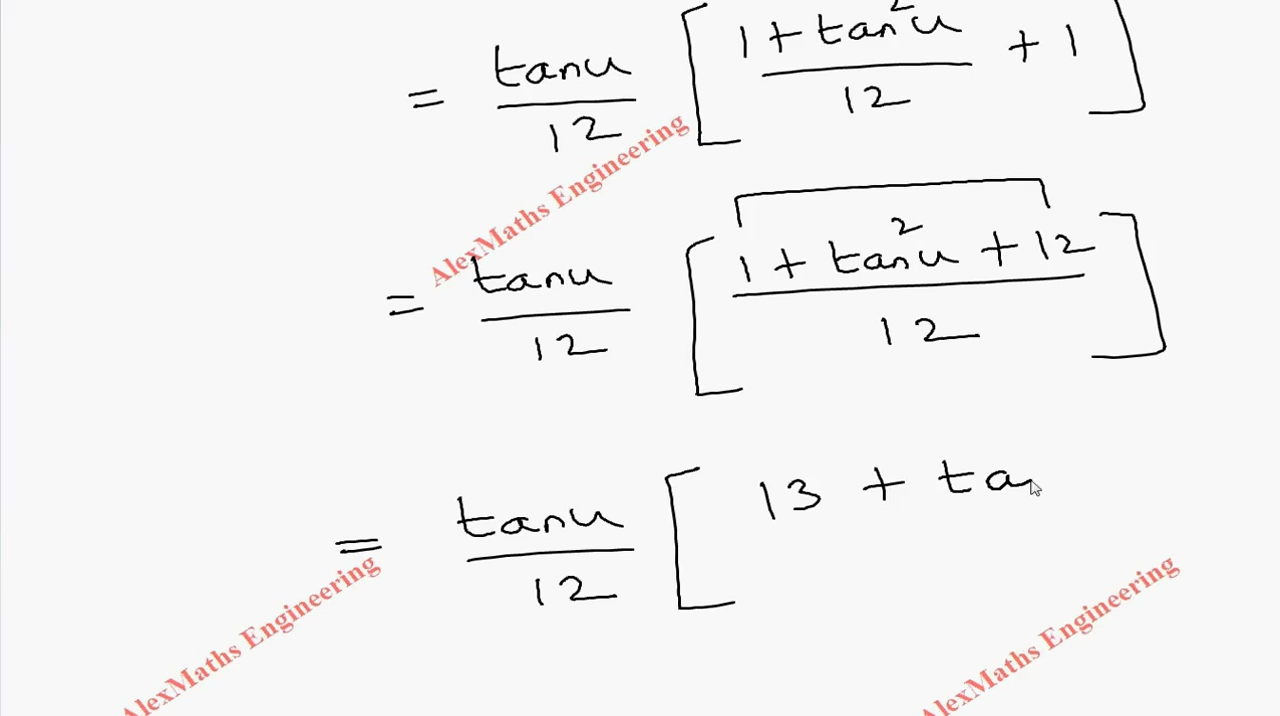 = tanu/12 [ (1 + tan²u)/12 + 1 ]
= tanu/12 [ (1 + tan²u + 12)/12 ]
= tanu/12 [ 13 + ta
AlexMaths Engineering
AlexMaths Engineering
AlexMaths Engineering